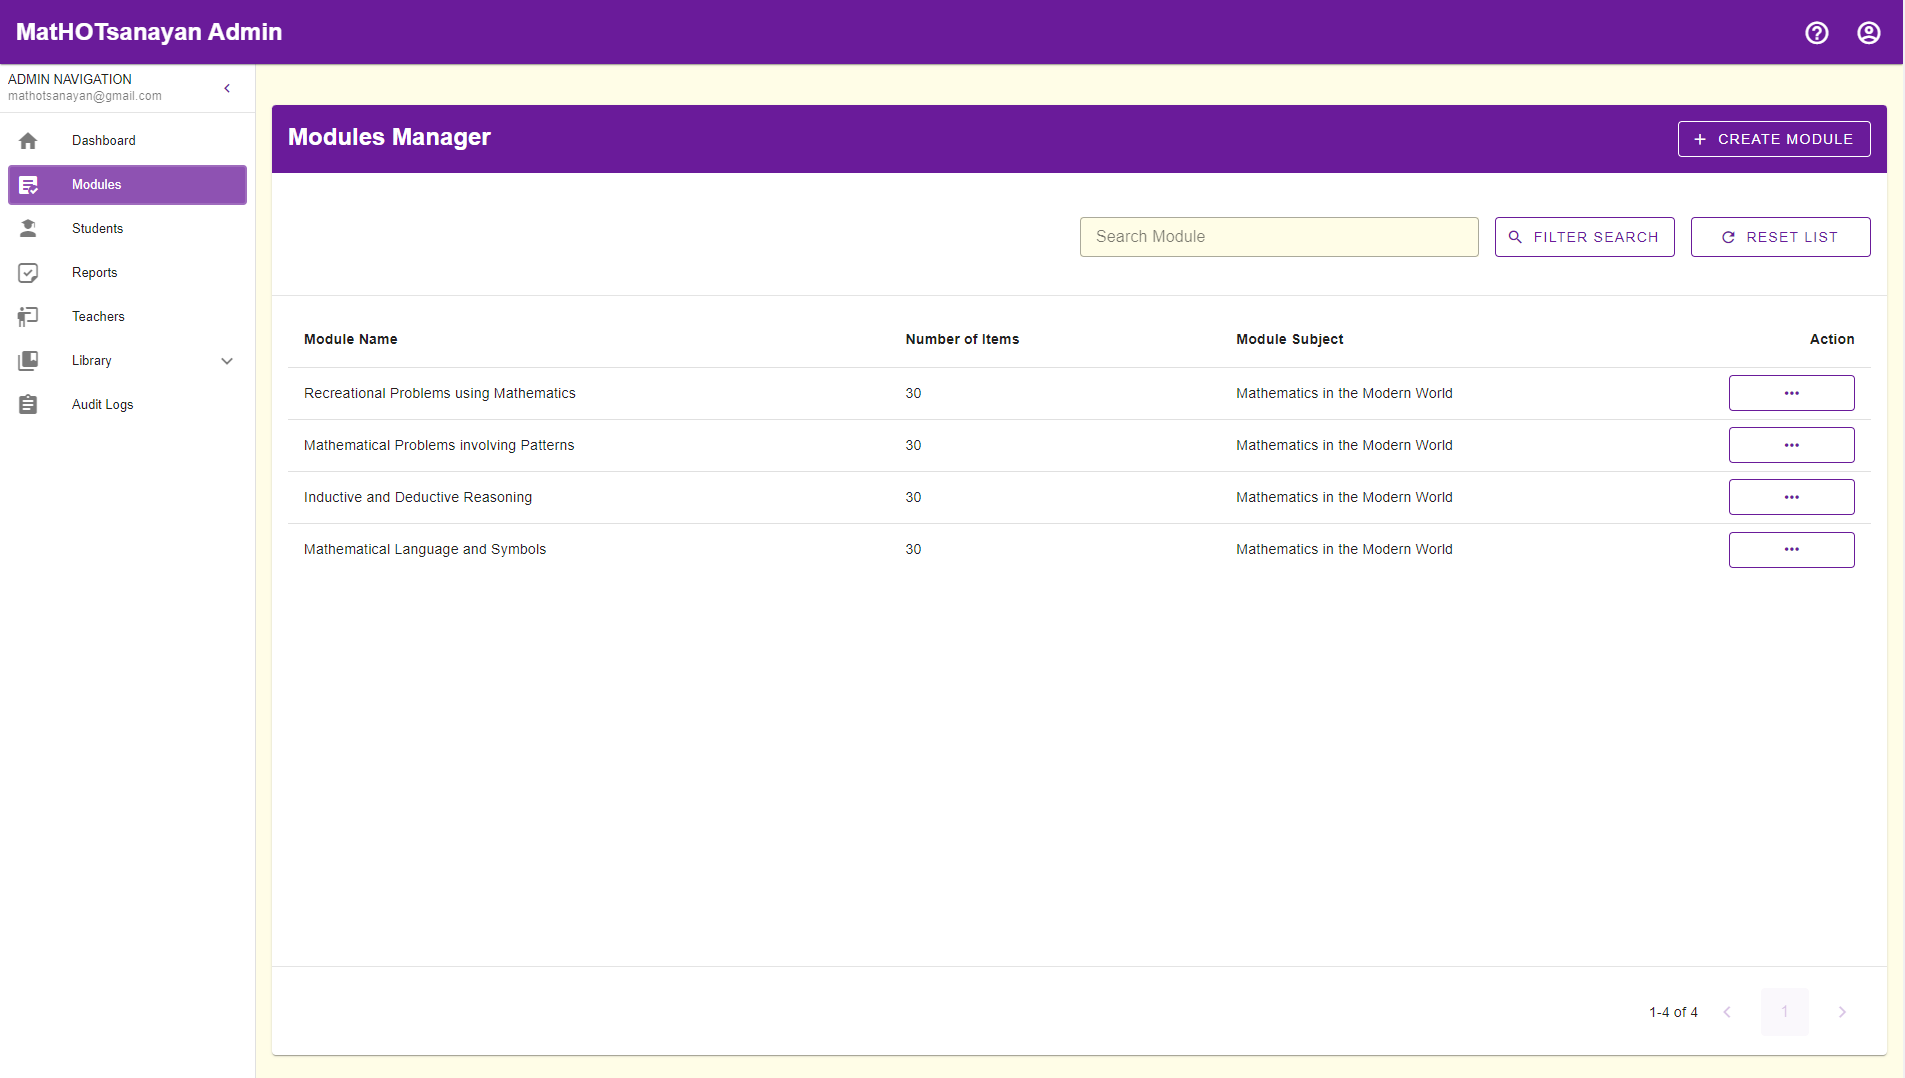 MatHOTsanayan Admin
ADMIN NAVIGATION
mathotsanayan@gmail.com
Dashboard
Modules
Students
Reports
Teachers
Library
Audit Logs
Modules Manager
CREATE MODULE
Search Module
FILTER SEARCH
RESET LIST
Module Name Number of Items Module Subject Action
Recreational Problems using Mathematics 30 Mathematics in the Modern World
Mathematical Problems involving Patterns 30 Mathematics in the Modern World
Inductive and Deductive Reasoning 30 Mathematics in the Modern World
Mathematical Language and Symbols 30 Mathematics in the Modern World
1-4 of 4 1